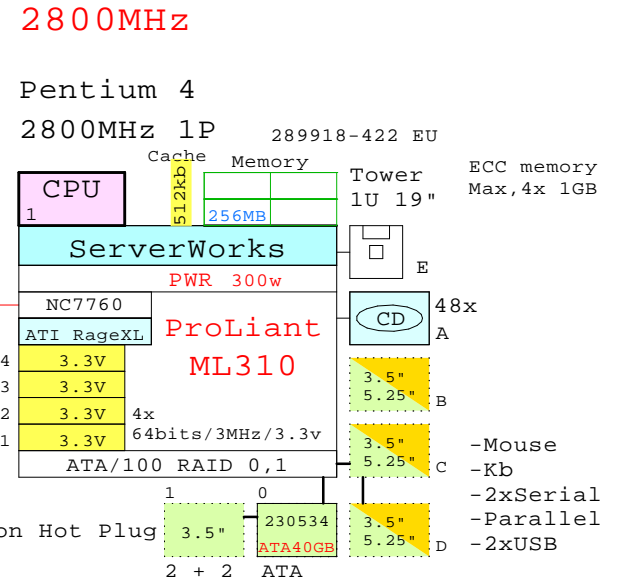 2800MHz
Pentium 4
2800MHz 1P
289918-422 EU
Cache
Memory
Tower
1U 19"
ECC memory
Max,4x 1GB
CPU
1
512kb
256MB
ServerWorks
E
PWR 300w
NC7760
48x
CD
A
ATI RageXL
ProLiant
ML310
4
3.3V
3
3.3V
2
3.3V
4x
1
3.3V
64bits/3MHz/3.3v
3.5"
5.25"
B
3.5"
5.25"
C
ATA/100 RAID 0,1
-Mouse
-Kb
-2xSerial
-Parallel
-2xUSB
1
0
on Hot Plug
3.5"
230534
ATA40GB
3.5"
5.25"
D
2 + 2
ATA